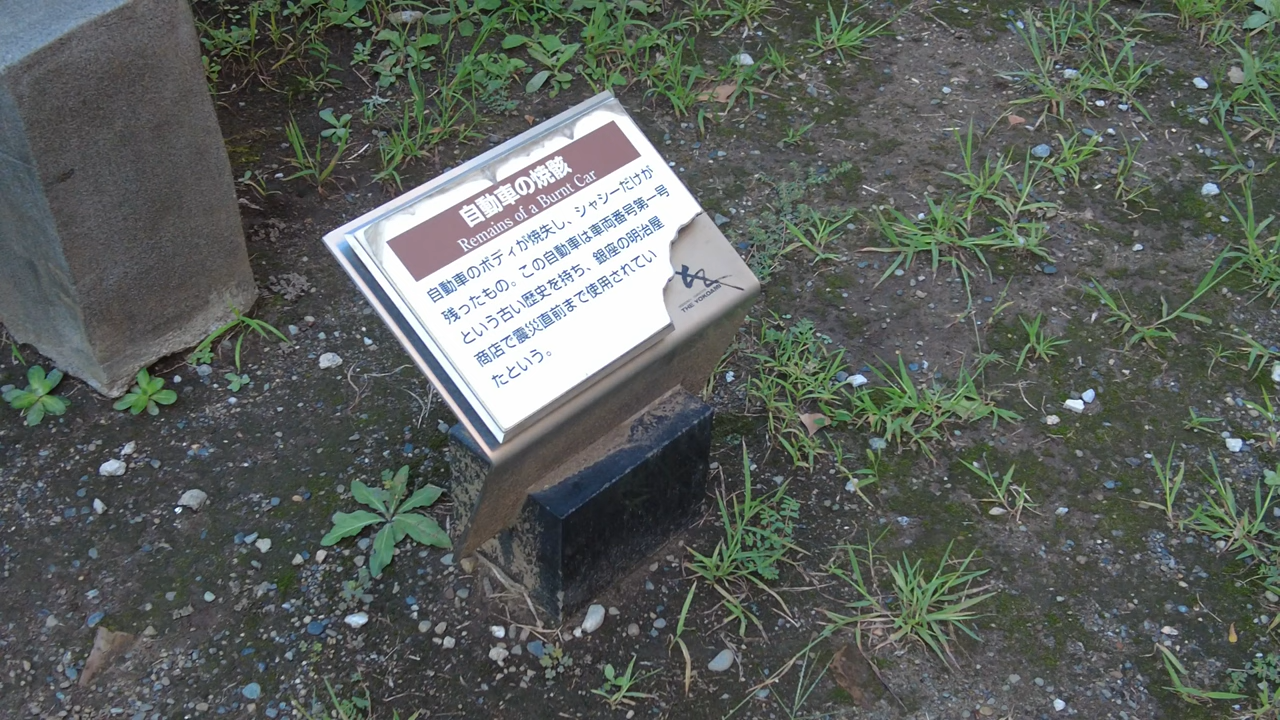 自動車の焼骸
Remains of a Burnt Car
自動車のボディが焼失し、シャシーだけが
残ったもの。この自動車は車両番号第一号
という古い歴史を持ち、銀座の明治屋
商店で震災直前まで使用されてい
たという。
THE YOKOAMI